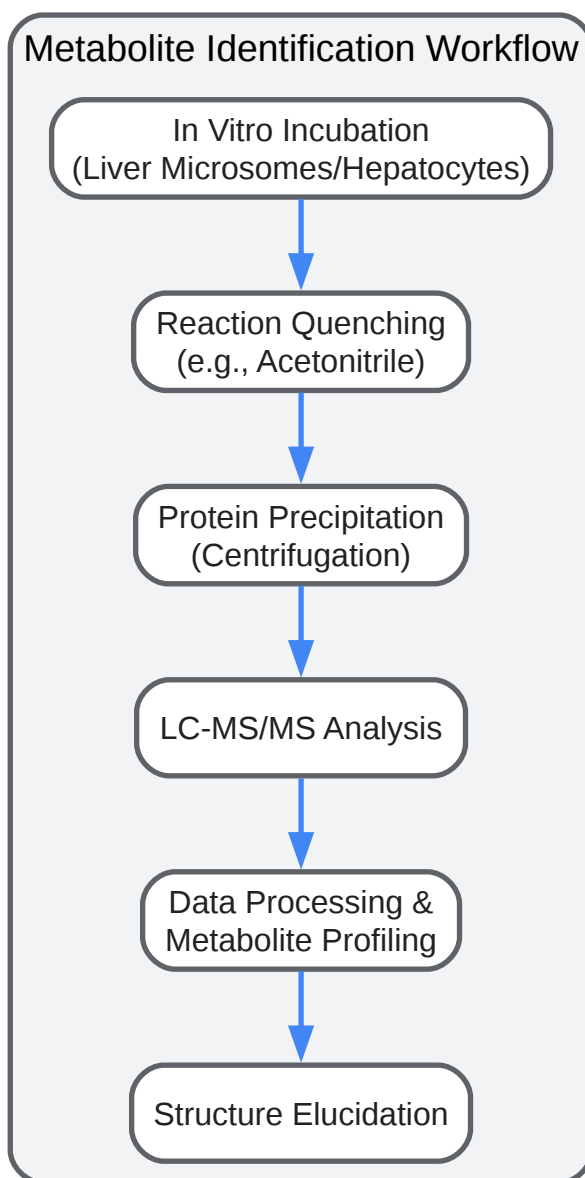 Metabolite Identification Workflow
In Vitro Incubation
(Liver Microsomes/Hepatocytes)
Reaction Quenching
(e.g., Acetonitrile)
Protein Precipitation
(Centrifugation)
LC-MS/MS Analysis
Data Processing &
Metabolite Profiling
Structure Elucidation